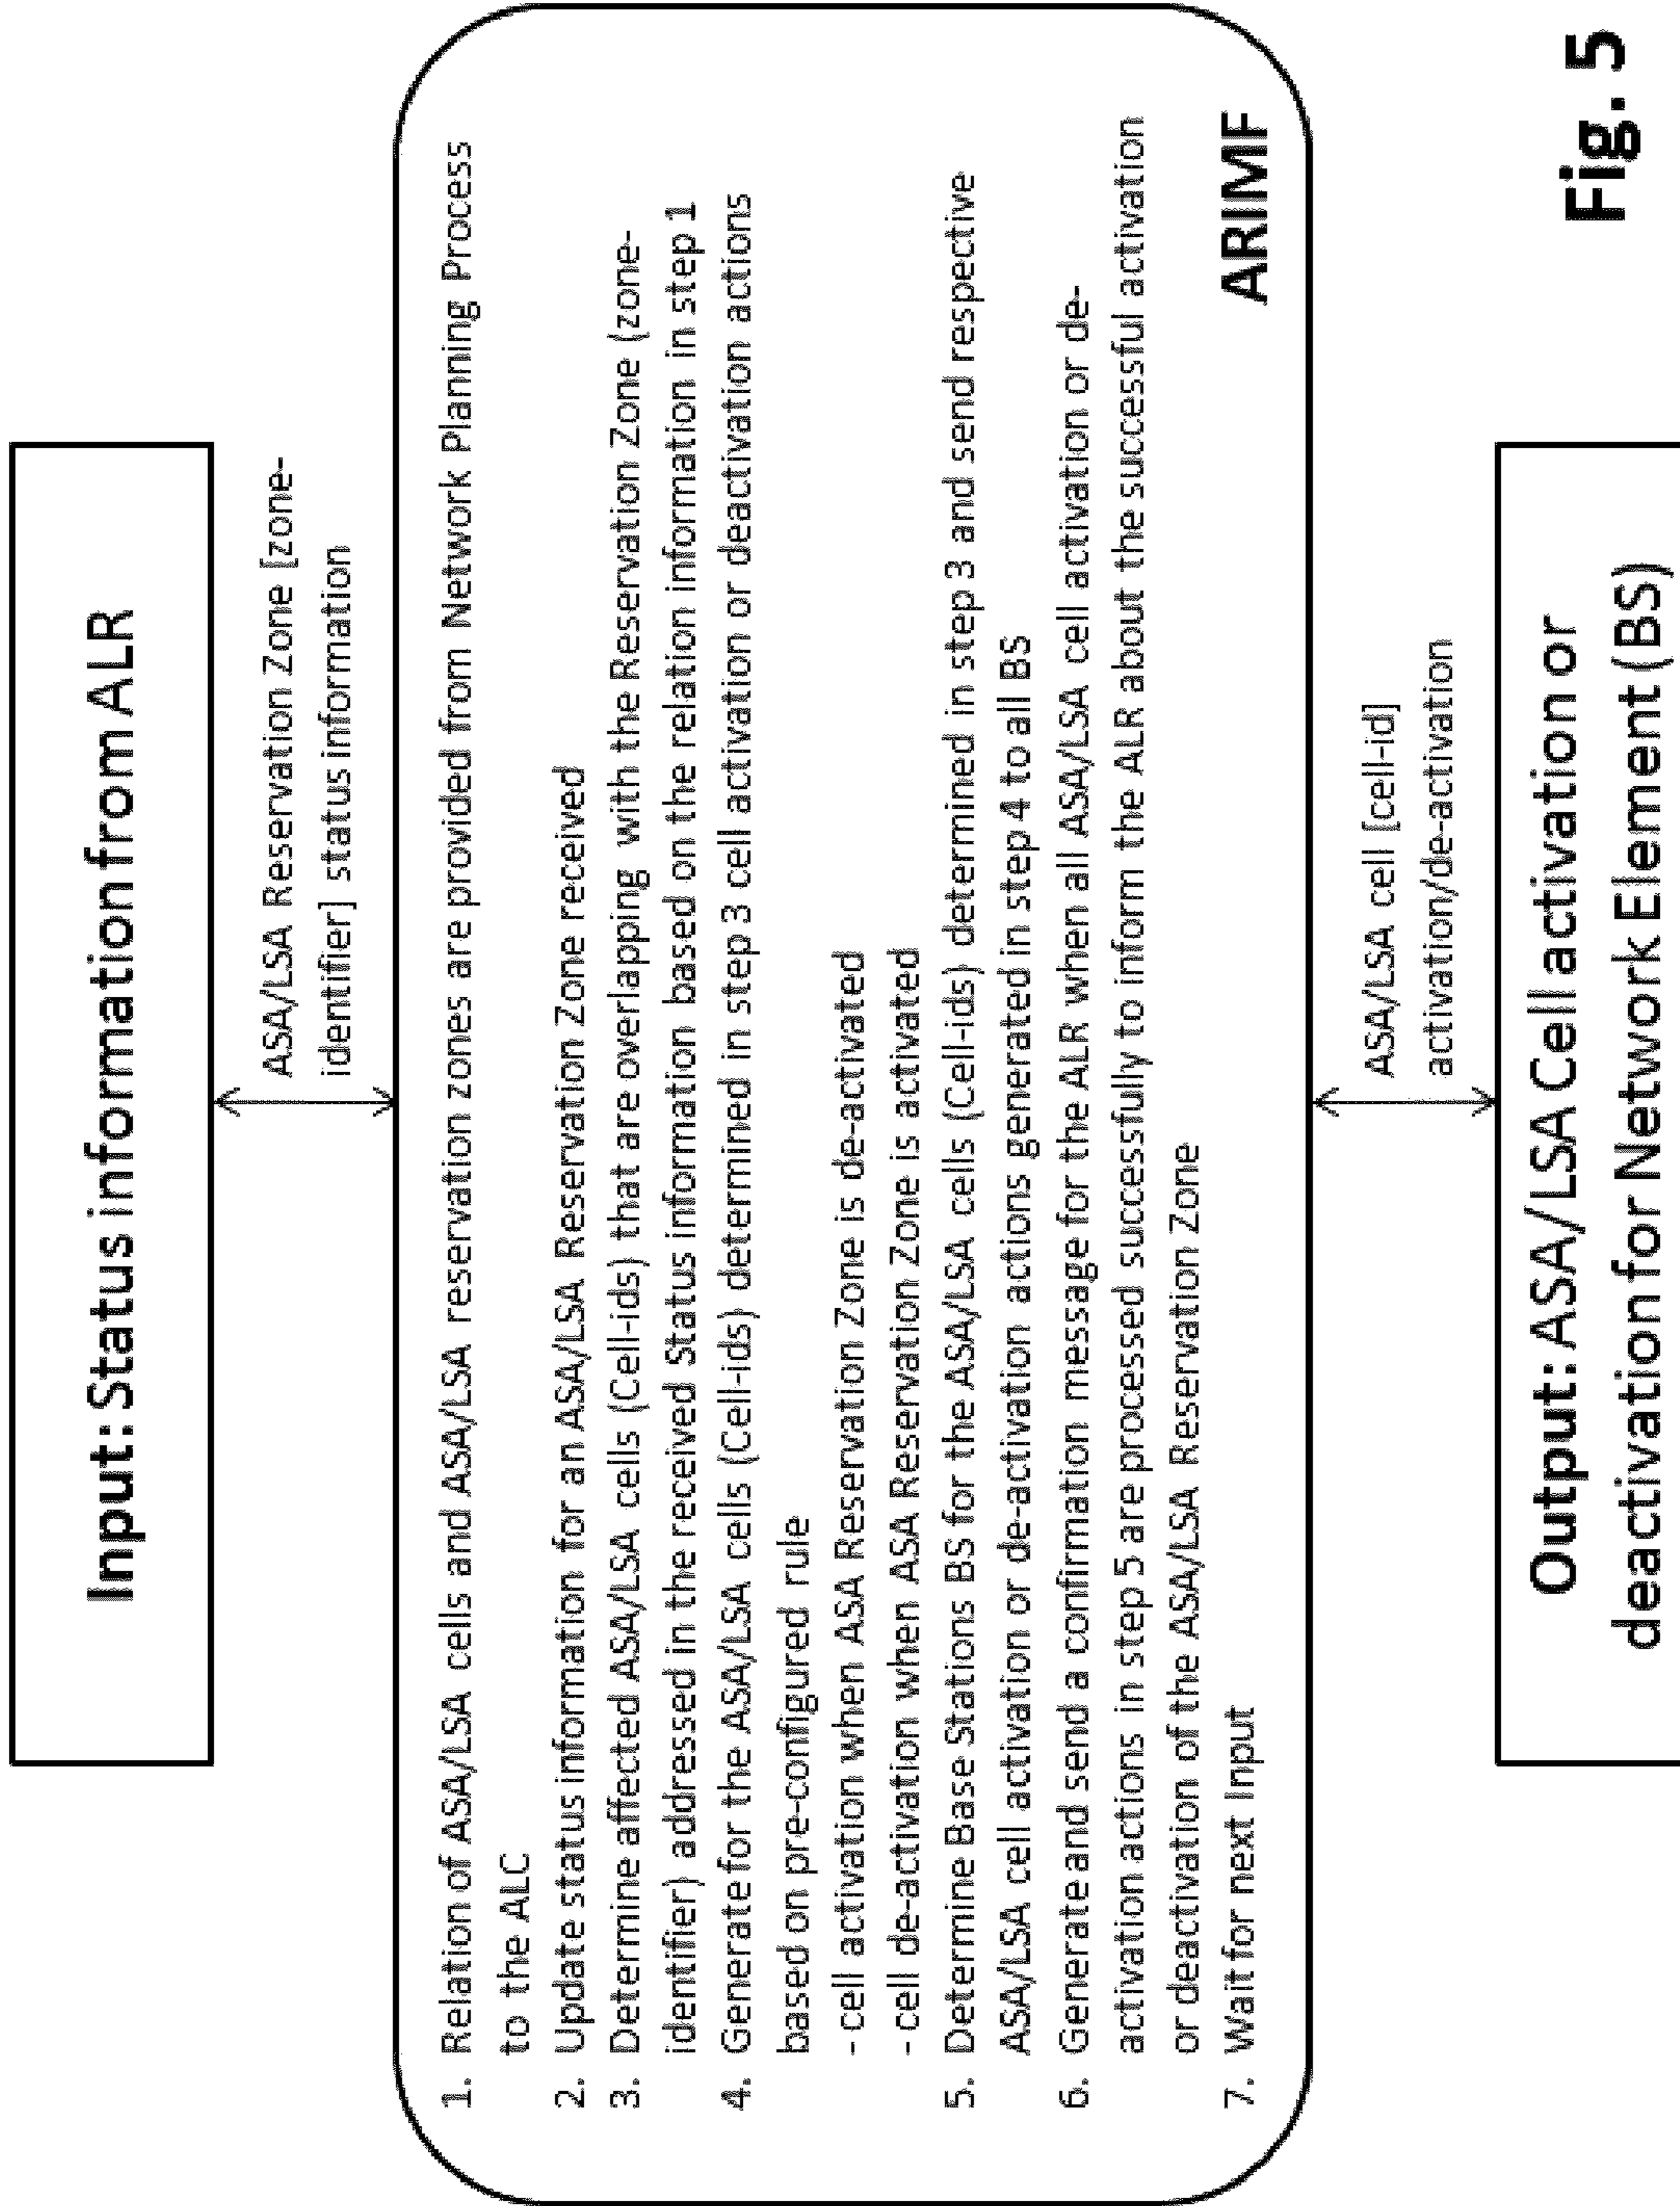 Input: Status information from ALR
ASA/LSA Reservation Zone [zone-
identifier] status information
1. Relation of ASA/LSA cells and ASA/LSA reservation zones are provided from Network Planning Process
to the ALC
2. Update status information for an ASA/LSA Reservation Zone received
3. Determine affected ASA/LSA cells (Cell-ids) that are overlapping with the Reservation Zone (zone-
identifier) addressed in the received Status information based on the relation information in step 1
4. Generate for the ASA/LSA cells (Cell-ids) determined in step 3 cell activation or deactivation actions
based on pre-configured rule
- cell activation when ASA Reservation Zone is de-activated
- cell de-activation when ASA Reservation Zone is activated
5. Determine Base Stations BS for the ASA/LSA cells (Cell-ids) determined in step 3 and send respective
ASA/LSA cell activation or de-activation actions generated in step 4 to all BS
6. Generate and send a confirmation message for the ALR when all ASA/LSA cell activation or de-
activation actions in step 5 are processed successfully to inform the ALR about the successful activation
or deactivation of the ASA/LSA Reservation Zone
7. Wait for next Input
ARIMF
ASA/LSA cell [cell-id]
activation/de-activation
Output: ASA/LSA Cell activation or
deactivation for Network Element (BS)
Fig. 5